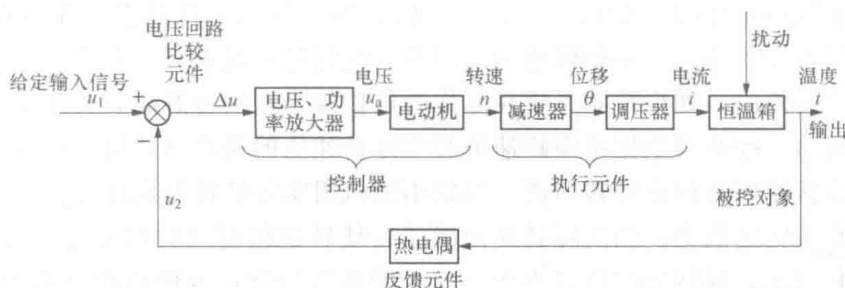 电压回路
比较
元件
给定输入信号
u₁
+
−
Δu
电压、功
率放大器
电压
uₐ
电动机
转速
n
减速器
位移
θ
调压器
电流
i
恒温箱
扰动
温度
t
输出
控制器
执行元件
被控对象
u₂
热电偶
反馈元件